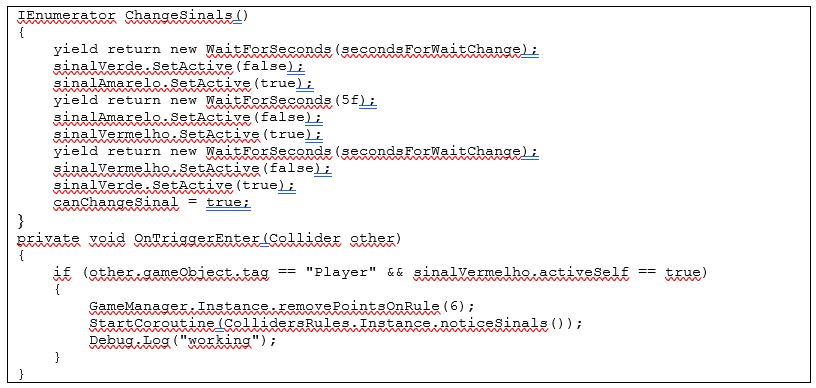 IEnumerator ChangeSinals()
{
    yield return new WaitForSeconds(secondsForWaitChange);
    sinalVerde.SetActive(false);
    sinalAmarelo.SetActive(true);
    yield return new WaitForSeconds(5f);
    sinalAmarelo.SetActive(false);
    sinalVermelho.SetActive(true);
    yield return new WaitForSeconds(secondsForWaitChange);
    sinalVermelho.SetActive(false);
    sinalVerde.SetActive(true);
    canChangeSinal = true;
}
private void OnTriggerEnter(Collider other)
{
    if (other.gameObject.tag == "Player" && sinalVermelho.activeSelf == true)
    {
        GameManager.Instance.removePointsOnRule(6);
        StartCoroutine(CollidersRules.Instance.noticeSinals());
        Debug.Log("working");
    }
}